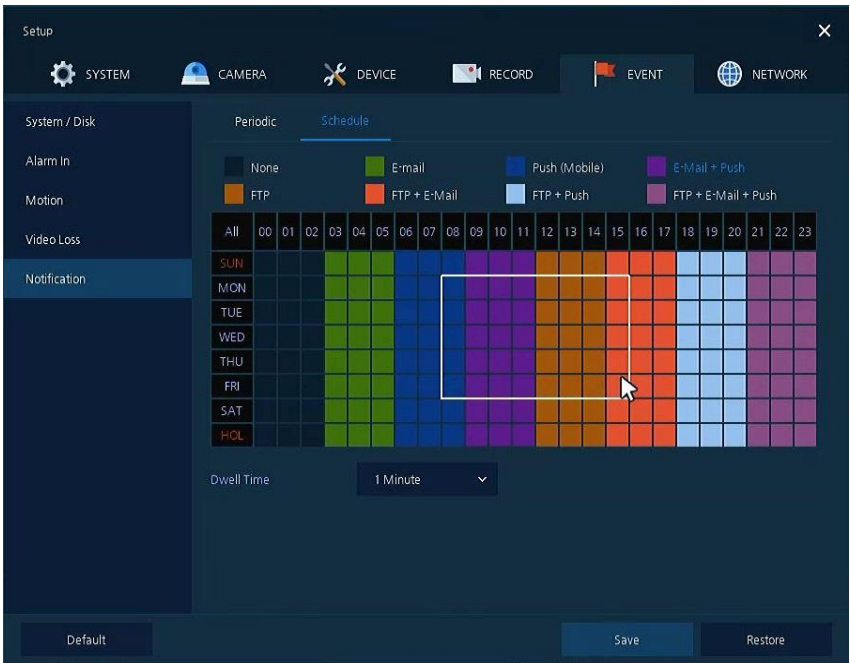 Setup
SYSTEM CAMERA DEVICE RECORD EVENT NETWORK
System / Disk
Alarm In
Motion
Video Loss
Notification
Periodic Schedule
None E-mail Push (Mobile) E-Mail + Push
FTP FTP + E-Mail FTP + Push FTP + E-Mail + Push
All 00 01 02 03 04 05 06 07 08 09 10 11 12 13 14 15 16 17 18 19 20 21 22 23
SUN
MON
TUE
WED
THU
FRI
SAT
HOL
Dwell Time 1 Minute
Default Save Restore